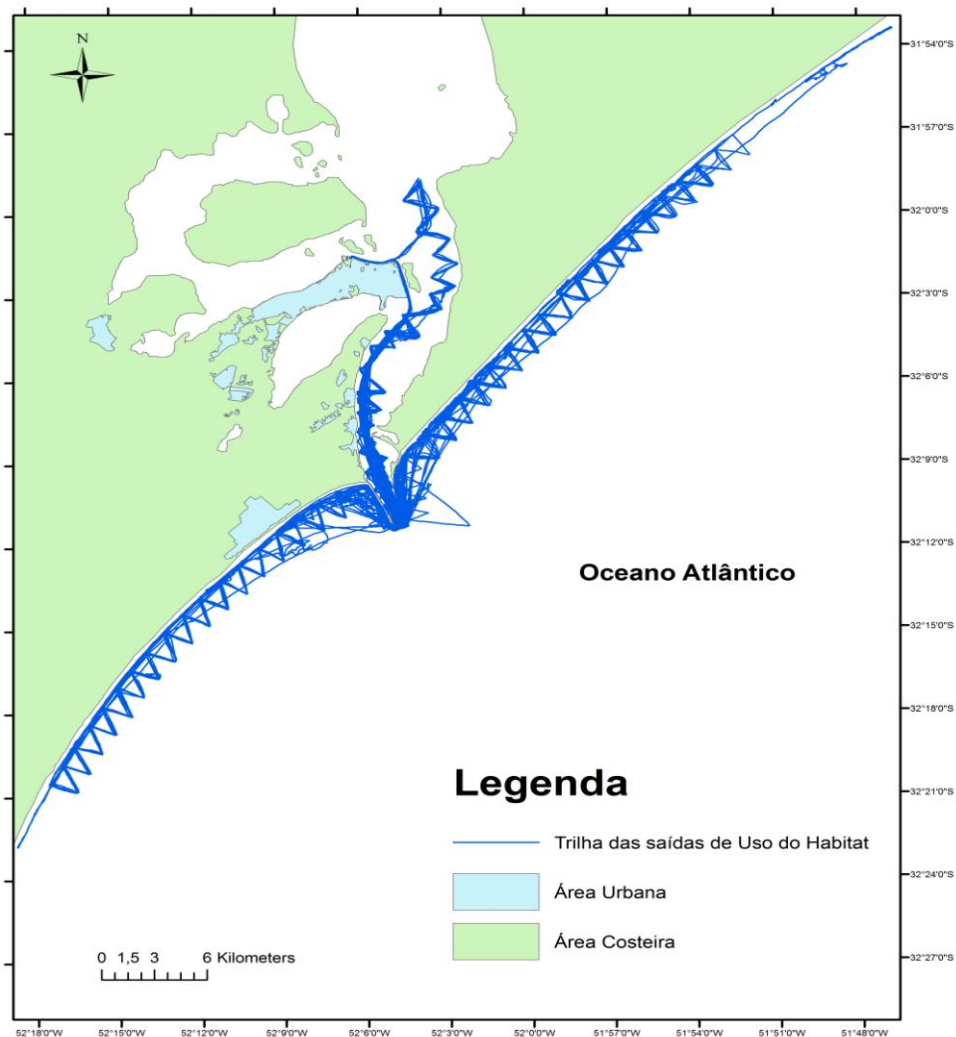 N
31°54'0"S
31°57'0"S
32°0'0"S
32°3'0"S
32°6'0"S
32°9'0"S
32°12'0"S
Oceano Atlântico
32°15'0"S
32°18'0"S
Legenda
32°21'0"S
Trilha das saídas de Uso do Habitat
32°24'0"S
Área Urbana
Área Costeira
32°27'0"S
0 1,5 3 6 Kilometers
52°18'0"W 52°15'0"W 52°12'0"W 52°9'0"W 52°6'0"W 52°3'0"W 52°0'0"W 51°57'0"W 51°54'0"W 51°51'0"W 51°48'0"W